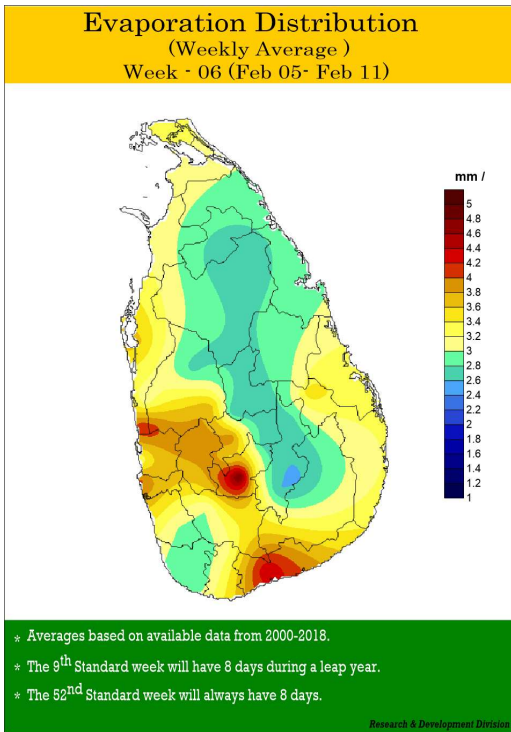 Evaporation Distribution
(Weekly Average )
Week - 06 (Feb 05- Feb 11)
mm /
5
4.8
4.6
4.4
4.2
4
3.8
3.6
3.4
3.2
3
2.8
2.6
2.4
2.2
2
1.8
1.6
1.4
1.2
1
* Averages based on available data from 2000-2018.
* The 9th Standard week will have 8 days during a leap year.
* The 52nd Standard week will always have 8 days.
Research & Development Division